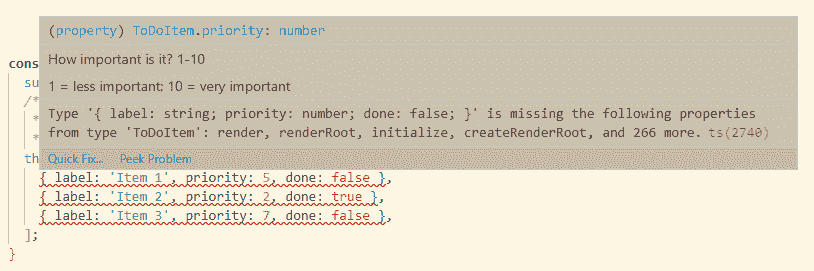 (property) ToDoItem.priority: number
How important is it? 1-10
1 = less important: 10 = very important
Type '{ label: string; priority: number; done: false; }' is missing the following properties
from type 'ToDoItem': render, renderRoot, initialize, createRenderRoot, and 266 more. ts(2740)
Quick Fix... Peek Problem
cons
su
/*
*
*
th
{ label: 'Item 1', priority: 5, done: false },
{ label: 'Item 2', priority: 2, done: true },
{ label: 'Item 3', priority: 7, done: false },
];
}